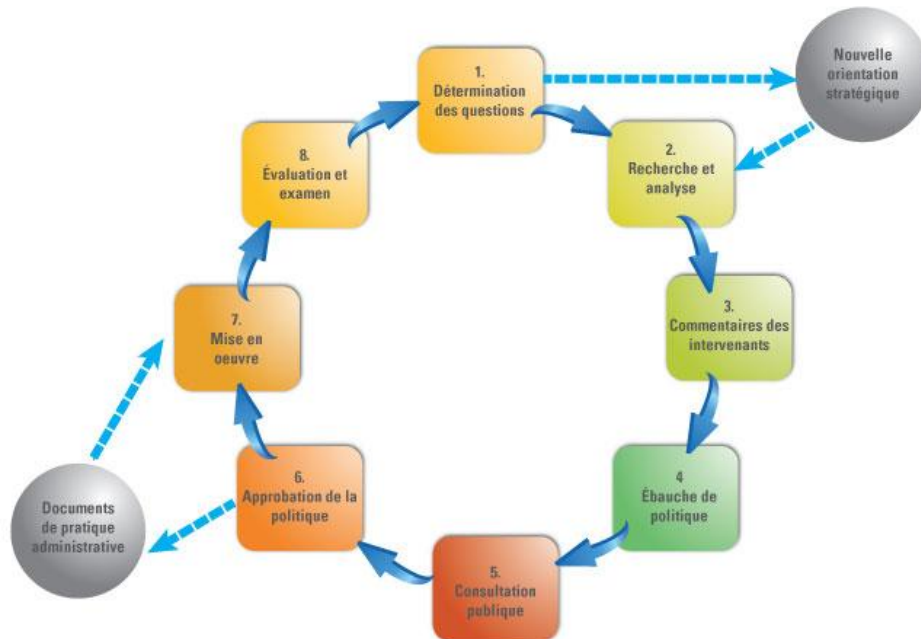 1.
Détermination
des questions
Nouvelle
orientation
stratégique
2.
Recherche et
analyse
3.
Commentaires des
intervenants
4
Ébauche de
politique
5.
Consultation
publique
6.
Approbation de la
politique
Documents
de pratique
administrative
7.
Mise en
oeuvre
8.
Évaluation et
examen